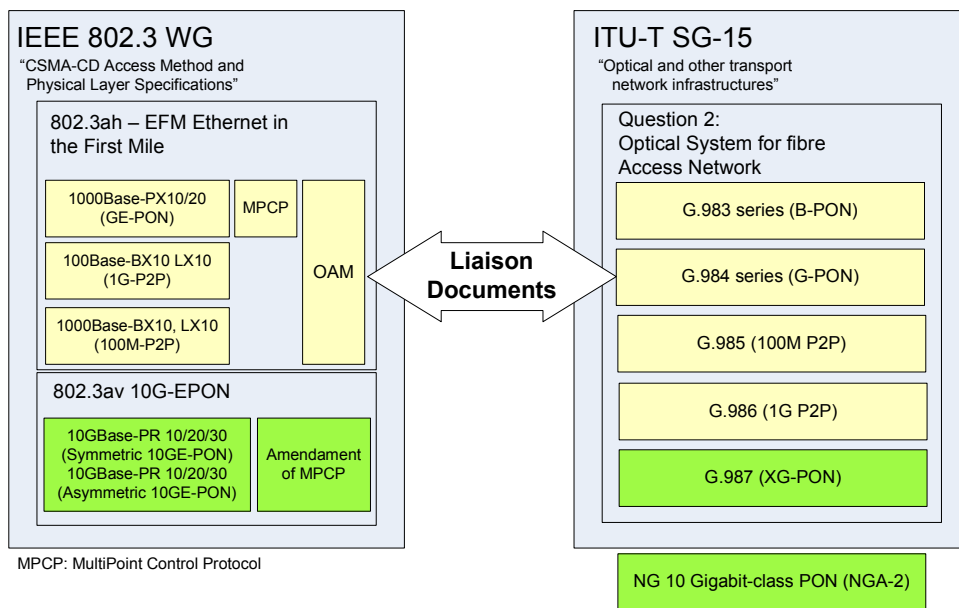 IEEE 802.3 WG
“CSMA-CD Access Method and
Physical Layer Specifications”
802.3ah – EFM Ethernet in
the First Mile
1000Base-PX10/20
(GE-PON)
MPCP
100Base-BX10 LX10
(1G-P2P)
1000Base-BX10, LX10
(100M-P2P)
OAM
802.3av 10G-EPON
10GBase-PR 10/20/30
(Symmetric 10GE-PON)
10GBase-PR 10/20/30
(Asymmetric 10GE-PON)
Amendament
of MPCP
MPCP: MultiPoint Control Protocol
Liaison
Documents
ITU-T SG-15
“Optical and other transport
network infrastructures”
Question 2:
Optical System for fibre
Access Network
G.983 series (B-PON)
G.984 series (G-PON)
G.985 (100M P2P)
G.986 (1G P2P)
G.987 (XG-PON)
NG 10 Gigabit-class PON (NGA-2)